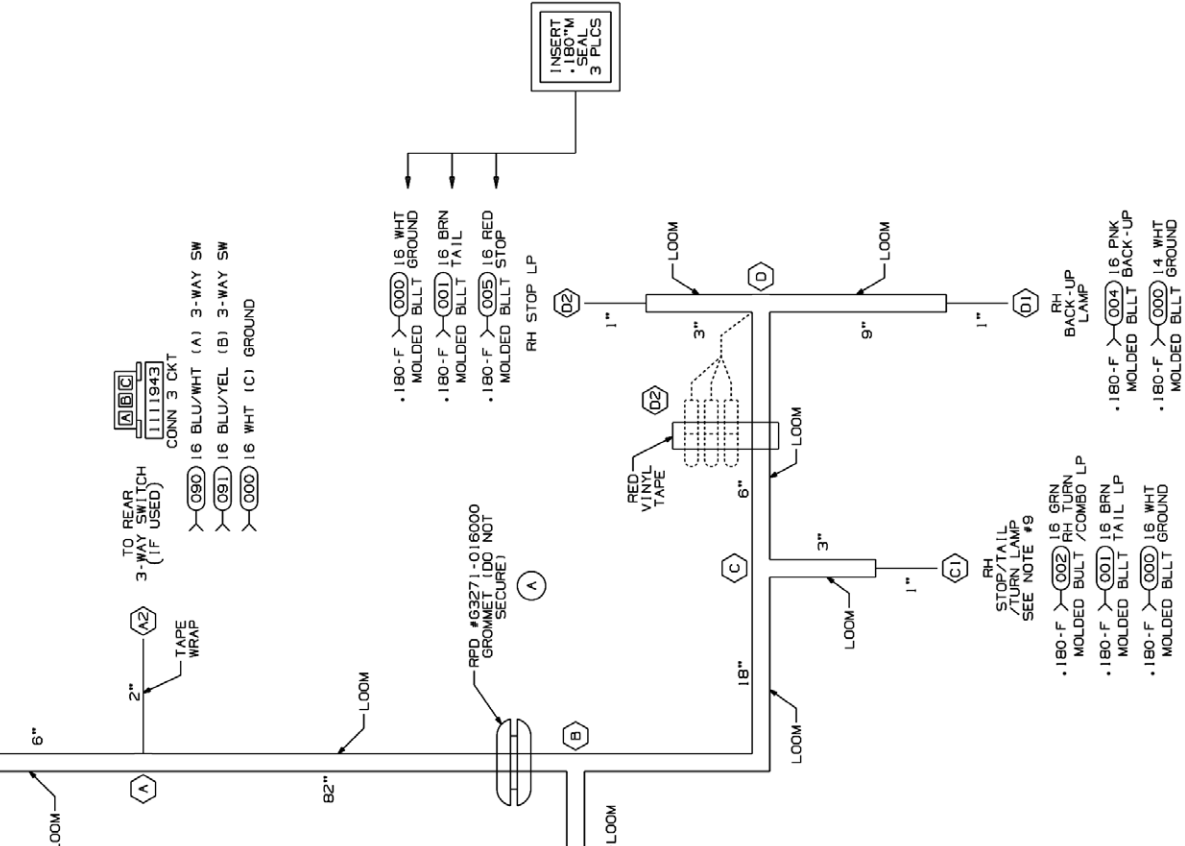 INSERT
.180"M
SEAL
3 PLCS
.180-F 000 16 WHT
MOLDED BLLT GROUND
.180-F 001 16 BRN
MOLDED BLLT TAIL
.180-F 005 16 RED
MOLDED BLLT STOP
RH STOP LP
D2
1"
LOOM
3"
D
LOOM
9"
1"
D1
RH
BACK-UP
LAMP
.180-F 004 16 PNK
MOLDED BLLT BACK-UP
.180-F 000 14 WHT
MOLDED BLLT GROUND
A B C
1111943
CONN 3 CKT
TO REAR
3-WAY SWITCH
(IF USED)
090 16 BLU/WHT (A) 3-WAY SW
091 16 BLU/YEL (B) 3-WAY SW
000 16 WHT (C) GROUND
D2
RED
VINYL
TAPE
LOOM
6"
A2
TAPE
WRAP
2"
RPD #G3271-016000
GROMMET (DO NOT
SECURE)
A
C
3"
LOOM
1"
C1
RH
STOP/TAIL
/TURN LAMP
SEE NOTE #9
.180-F 002 16 GRN
RH TURN
MOLDED BULT /COMBO LP
.180-F 001 16 BRN
MOLDED BLLT TAIL LP
.180-F 000 16 WHT
MOLDED BLLT GROUND
6"
LOOM
A
82"
LOOM
B
18"
LOOM
LOOM